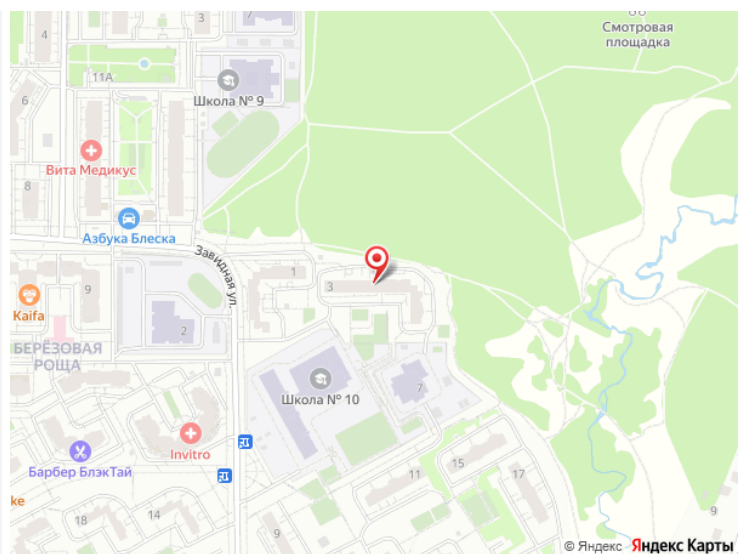 Смотровая
площадка
3
7
4
11А
Школа № 9
6
Вита Медикус
8
Азбука Блеска
Завидная ул.
1
3
9
Kaifa
2
БЕРЁЗОВАЯ
РОЩА
7
Школа № 10
Invitro
Барбер БлэкТай
11
15
17
ke
18
14
9
9
© Яндекс Яндекс Карты